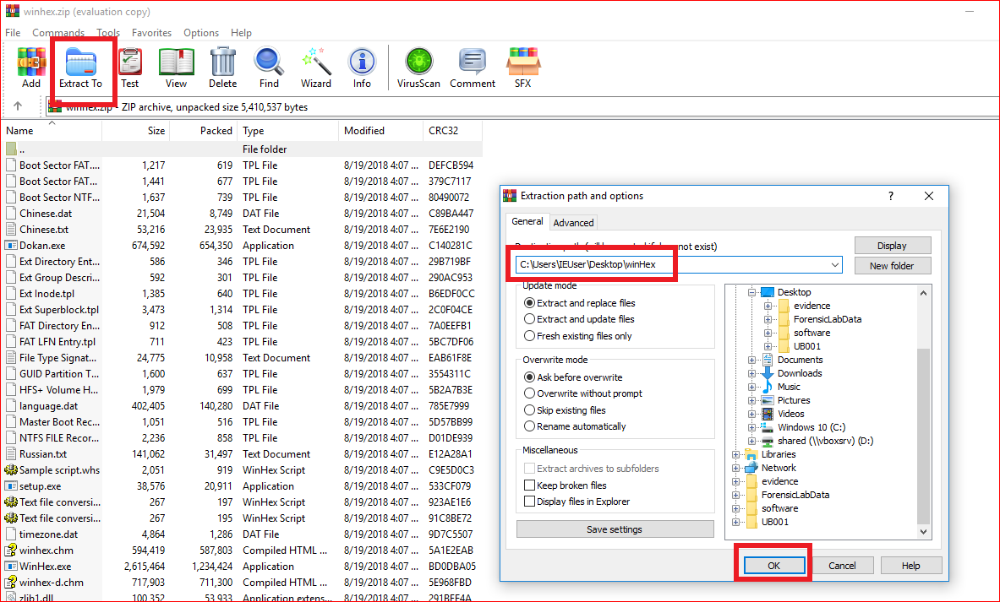 winhex.zip (evaluation copy)
File Commands Tools Favorites Options Help
Add Extract To Test View Delete Find Wizard Info VirusScan Comment SFX
winhex.zip - ZIP archive, unpacked size 5,410,537 bytes
Name Size Packed Type Modified CRC32
.. File folder
Boot Sector FAT.... 1,217 619 TPL File 8/19/2018 4:07 ... DEFCB594
Boot Sector FAT... 1,441 677 TPL File 8/19/2018 4:07 ... 379C7117
Boot Sector NTF... 1,637 739 TPL File 8/19/2018 4:07 ... 80490072
Chinese.dat 21,504 8,749 DAT File 8/19/2018 4:07 ... C89BA447
Chinese.txt 53,216 23,935 Text Document 8/19/2018 4:07 ... 7E6E2190
Dokan.exe 674,592 654,350 Application 8/19/2018 4:07 ... C140281C
Ext Directory Ent... 586 346 TPL File 8/19/2018 4:07 ... 29B719BF
Ext Group Descri... 592 301 TPL File 8/19/2018 4:07 ... 290AC953
Ext Inode.tpl 1,385 640 TPL File 8/19/2018 4:07 ... B6EDF0CC
Ext Superblock.tpl 3,473 1,314 TPL File 8/19/2018 4:07 ... 2C0F04CE
FAT Directory En... 912 508 TPL File 8/19/2018 4:07 ... 7A0EEFB1
FAT LFN Entry.tpl 711 423 TPL File 8/19/2018 4:07 ... 5BC7DF06
File Type Signat... 24,775 10,958 Text Document 8/19/2018 4:07 ... EAB61F8E
GUID Partition T... 1,600 637 TPL File 8/19/2018 4:07 ... 3554311C
HFS+ Volume H... 1,979 699 TPL File 8/19/2018 4:07 ... 5B2A7B3E
language.dat 402,405 140,280 DAT File 8/19/2018 4:07 ... 785E7999
Master Boot Rec... 1,051 516 TPL File 8/19/2018 4:07 ... 5D57BB99
NTFS FILE Recor... 2,236 858 TPL File 8/19/2018 4:07 ... D01DE939
Russian.txt 141,062 31,497 Text Document 8/19/2018 4:07 ... E12A28A1
Sample script.whs 2,051 919 WinHex Script 8/19/2018 4:07 ... C9E5D0C3
setup.exe 38,576 20,911 Application 8/19/2018 4:07 ... 533CF079
Text file conversi... 267 197 WinHex Script 8/19/2018 4:07 ... 923AE1E6
Text file conversi... 267 195 WinHex Script 8/19/2018 4:07 ... 91C8BE72
timezone.dat 4,864 1,286 DAT File 8/19/2018 4:07 ... 9D7C5507
winhex.chm 594,419 587,803 Compiled HTML ... 8/19/2018 4:07 ... 5A1E2EAB
WinHex.exe 2,615,464 1,234,424 Application 8/19/2018 4:07 ... BD0DBA05
winhex-d.chm 717,903 711,300 Compiled HTML ... 8/19/2018 4:07 ... 5E968FBD
zlib1.dll 100,352 53,933 Application exten... 8/19/2018 4:07 ... 291BEE4A
Extraction path and options ?
General Advanced
not exist)
C:\Users\IEUser\Desktop\winHex
Display
New folder
Update mode
Extract and replace files
Extract and update files
Fresh existing files only
Overwrite mode
Ask before overwrite
Overwrite without prompt
Skip existing files
Rename automatically
Miscellaneous
Extract archives to subfolders
Keep broken files
Display files in Explorer
Save settings
Desktop
evidence
ForensicLabData
software
UB001
Documents
Downloads
Music
Pictures
Videos
Windows 10 (C:)
shared (\\vboxsrv) (D:)
Libraries
Network
evidence
ForensicLabData
software
UB001
OK Cancel Help